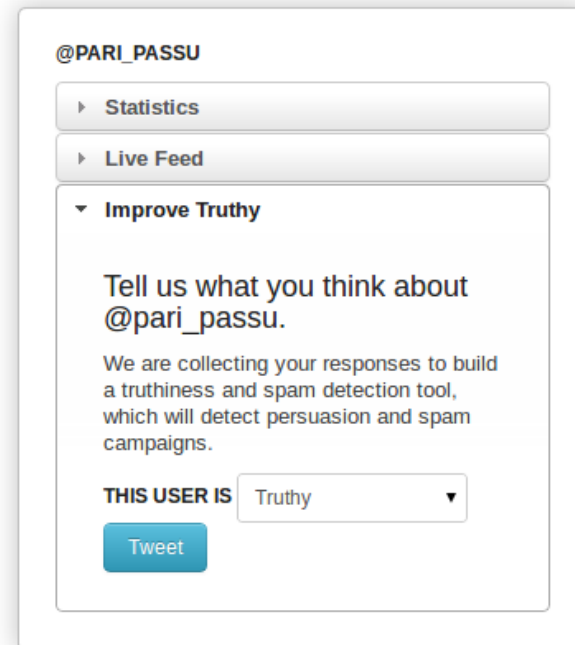 @PARI_PASSU
Statistics
Live Feed
Improve Truthy
Tell us what you think about
@pari_passu.
We are collecting your responses to build
a truthiness and spam detection tool,
which will detect persuasion and spam
campaigns.
THIS USER IS Truthy
Tweet